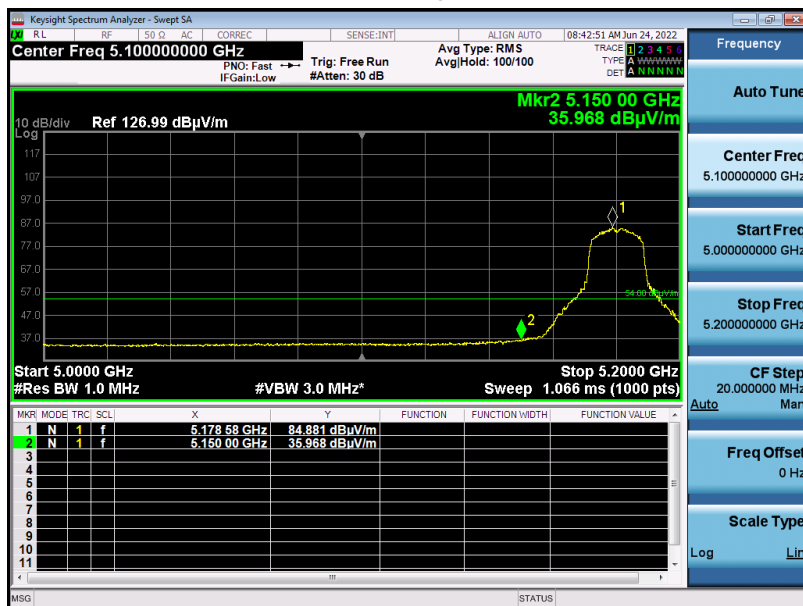 Keysight Spectrum Analyzer - Swept SA
LXI RL RF 50 Ω AC CORREC SENSE:INT ALIGN AUTO 08:42:51 AM Jun 24, 2022
Center Freq 5.100000000 GHz
PNO: Fast
IFGain:Low
Trig: Free Run
#Atten: 30 dB
Avg Type: RMS
Avg|Hold: 100/100
TRACE 1 2 3 4 5 6
TYPE A WWWWW
DET A N N N N N
Mkr2 5.150 00 GHz
35.968 dBµV/m
10 dB/div Ref 126.99 dBµV/m
Log
117
107
97.0
87.0
77.0
67.0
57.0
47.0
37.0
1
2
54.00 dBµV/m
Start 5.0000 GHz Stop 5.2000 GHz
#Res BW 1.0 MHz #VBW 3.0 MHz* Sweep 1.066 ms (1000 pts)
MKR MODE TRC SCL X Y FUNCTION FUNCTION WIDTH FUNCTION VALUE
1 N 1 f 5.178 58 GHz 84.881 dBµV/m
2 N 1 f 5.150 00 GHz 35.968 dBµV/m
3
4
5
6
7
8
9
10
11
MSG STATUS
Frequency
Auto Tune
Center Freq
5.100000000 GHz
Start Freq
5.000000000 GHz
Stop Freq
5.200000000 GHz
CF Step
20.000000 MHz
Auto Man
Freq Offset
0 Hz
Scale Type
Log Lin